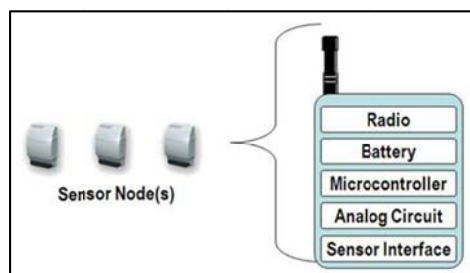 Sensor Node(s)
Radio
Battery
Microcontroller
Analog Circuit
Sensor Interface